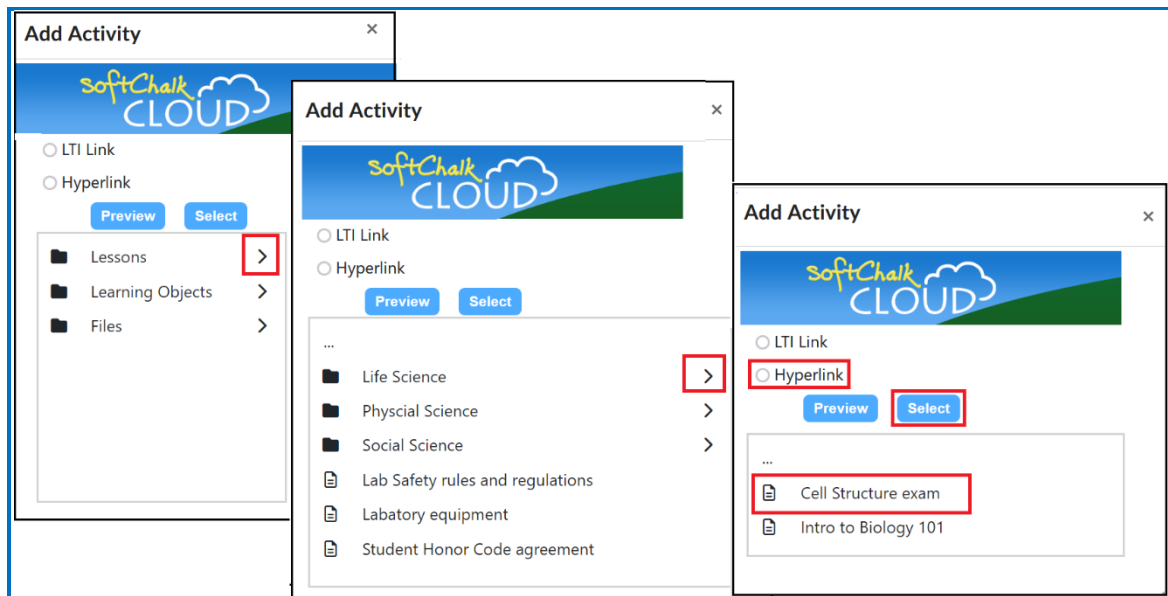 Add Activity ×
softChalk
CLOUD
LTI Link
Hyperlink
Preview Select
Lessons
Learning Objects
Files
Add Activity ×
softChalk
CLOUD
LTI Link
Hyperlink
Preview Select
...
Life Science
Physcial Science
Social Science
Lab Safety rules and regulations
Labatory equipment
Student Honor Code agreement
Add Activity ×
softChalk
CLOUD
LTI Link
Hyperlink
Preview Select
...
Cell Structure exam
Intro to Biology 101